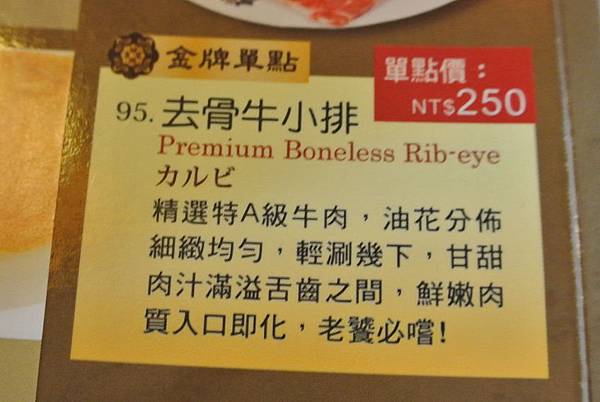 金牌單點
單點價：
NT$250
95. 去骨牛小排
Premium Boneless Rib-eye
カルビ
精選特A級牛肉，油花分佈
細緻均勻，輕涮幾下，甘甜
肉汁滿溢舌齒之間，鮮嫩肉
質入口即化，老饕必嚐！